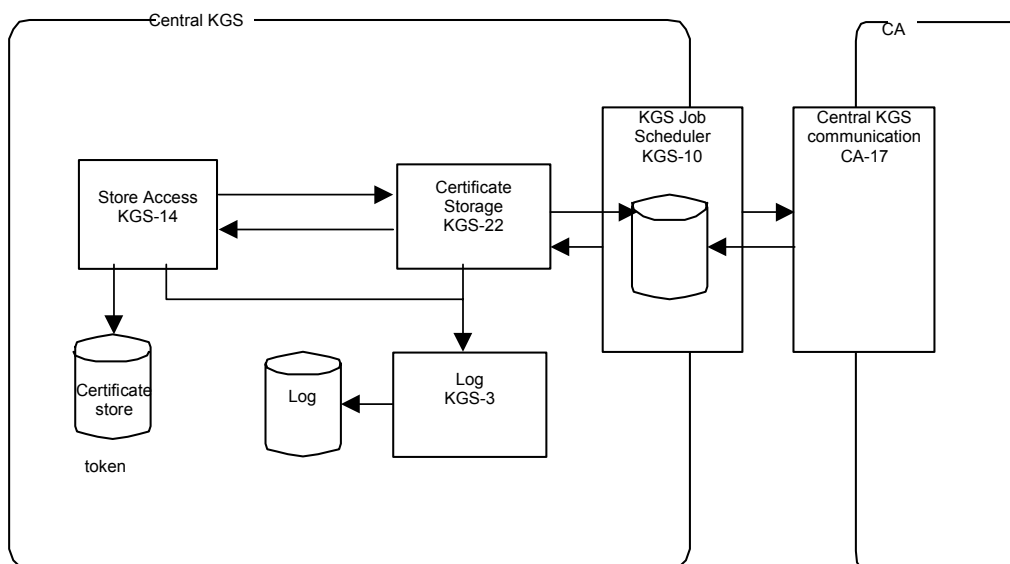 Central KGS
CA
KGS Job
Scheduler
KGS-10
Central KGS
communication
CA-17
Store Access
KGS-14
Certificate
Storage
KGS-22
Certificate
store
Log
Log
KGS-3
token